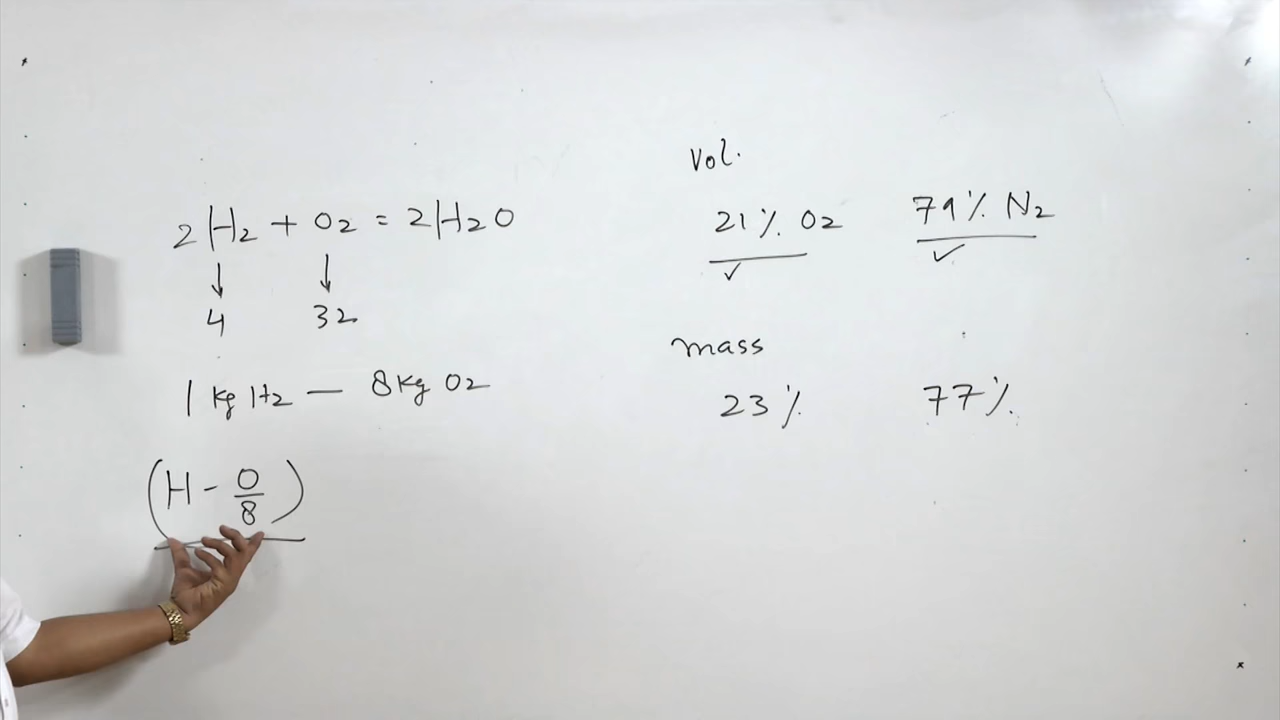 2H₂ + O₂ = 2H₂O
↓ ↓
4 32
1 kg H₂ — 8 kg O₂
(H - O/8)
Vol.
21% O₂ 79% N₂
✓ ✓
mass
23% 77%